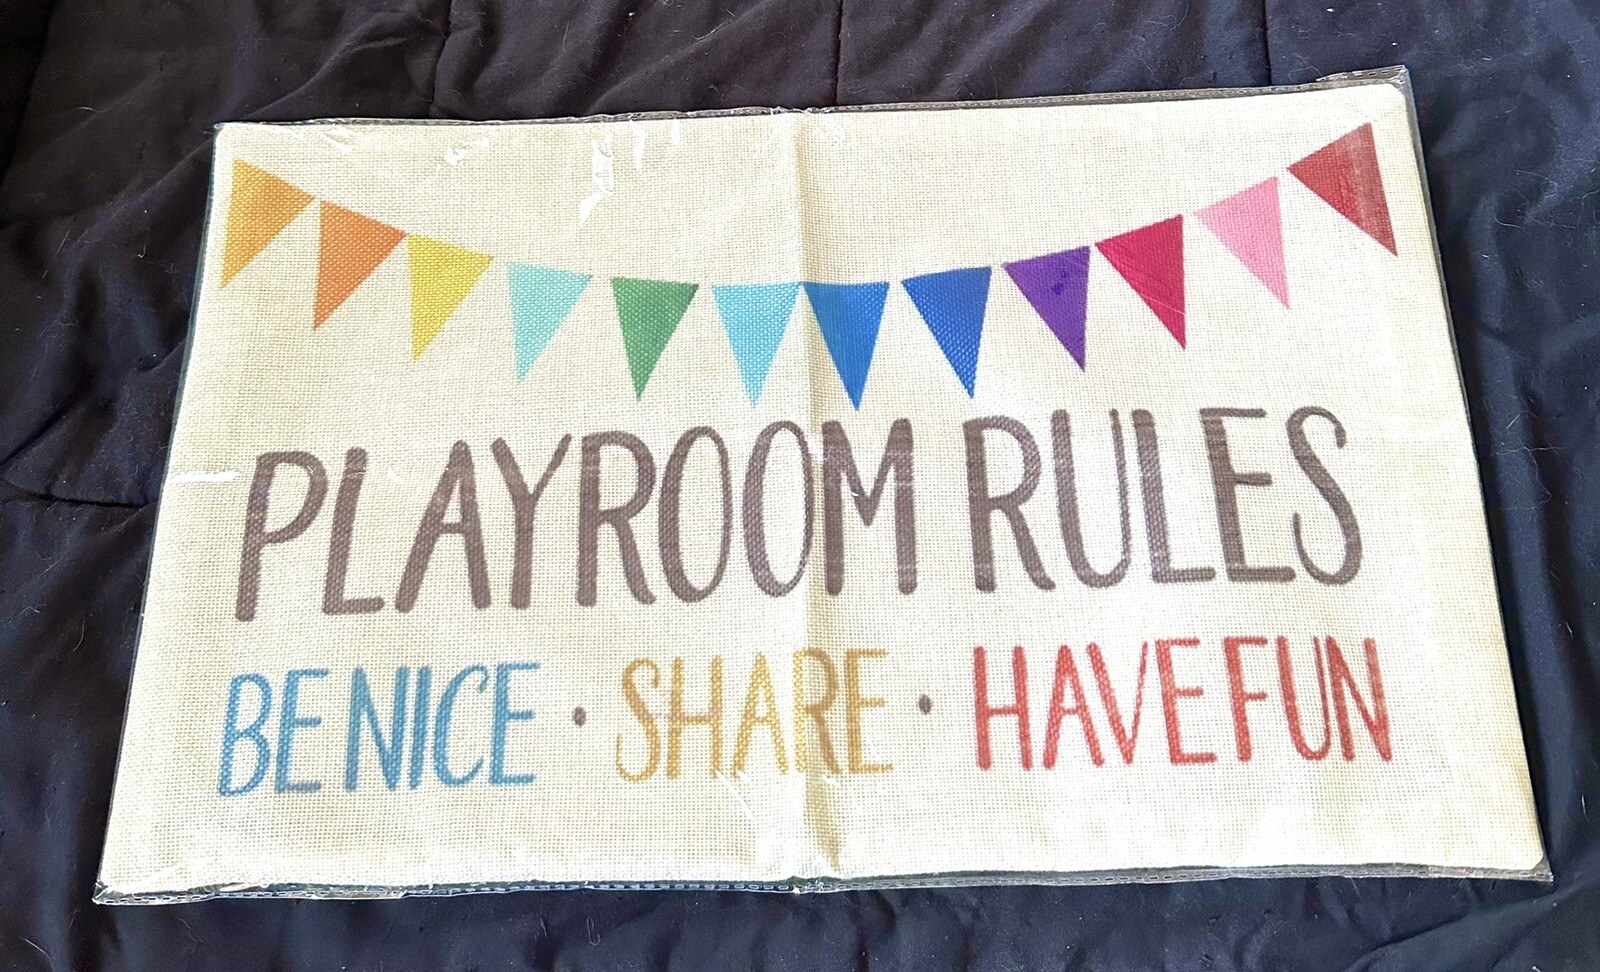 PLAYROOM RULES
BE NICE • SHARE • HAVE FUN